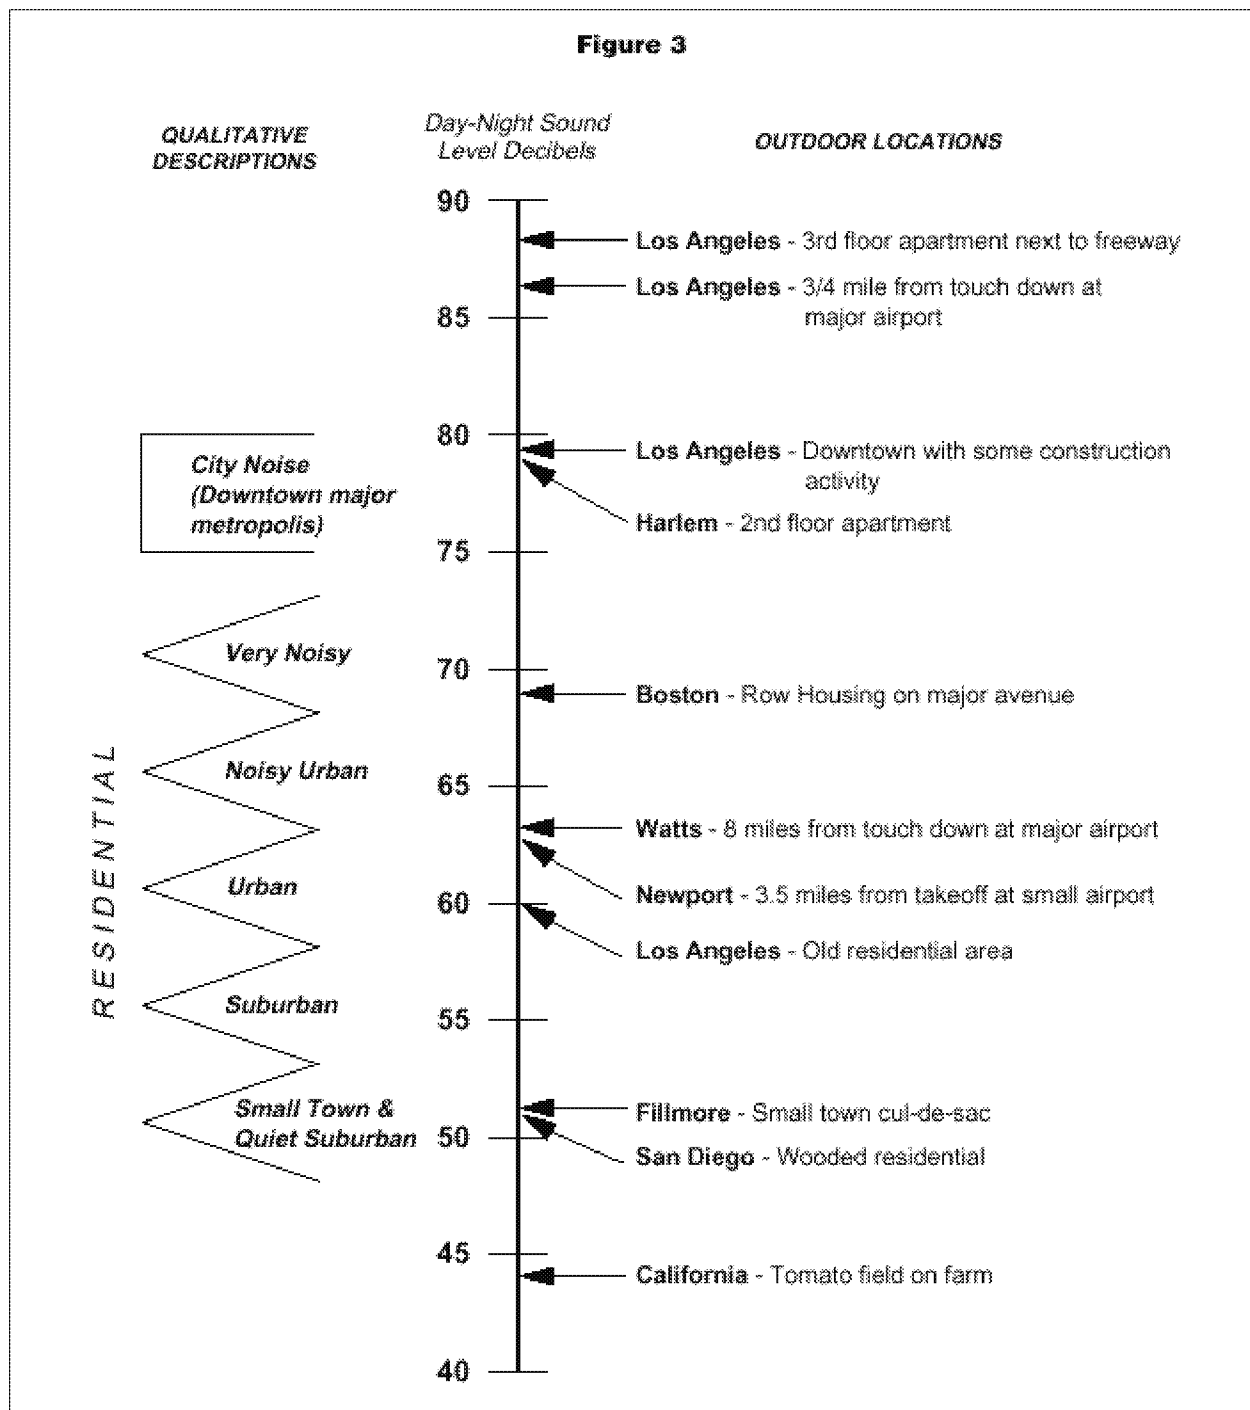 Figure 3
QUALITATIVE
DESCRIPTIONS
Day-Night Sound
Level Decibels
OUTDOOR LOCATIONS
90
Los Angeles - 3rd floor apartment next to freeway
Los Angeles - 3/4 mile from touch down at
major airport
85
80
City Noise
(Downtown major
metropolis)
Los Angeles - Downtown with some construction
activity
Harlem - 2nd floor apartment
75
Very Noisy
70
Boston - Row Housing on major avenue
RESIDENTIAL
Noisy Urban
65
Watts - 8 miles from touch down at major airport
Urban
Newport - 3.5 miles from takeoff at small airport
60
Los Angeles - Old residential area
Suburban
55
Small Town &
Quiet Suburban
Fillmore - Small town cul-de-sac
50
San Diego - Wooded residential
45
California - Tomato field on farm
40